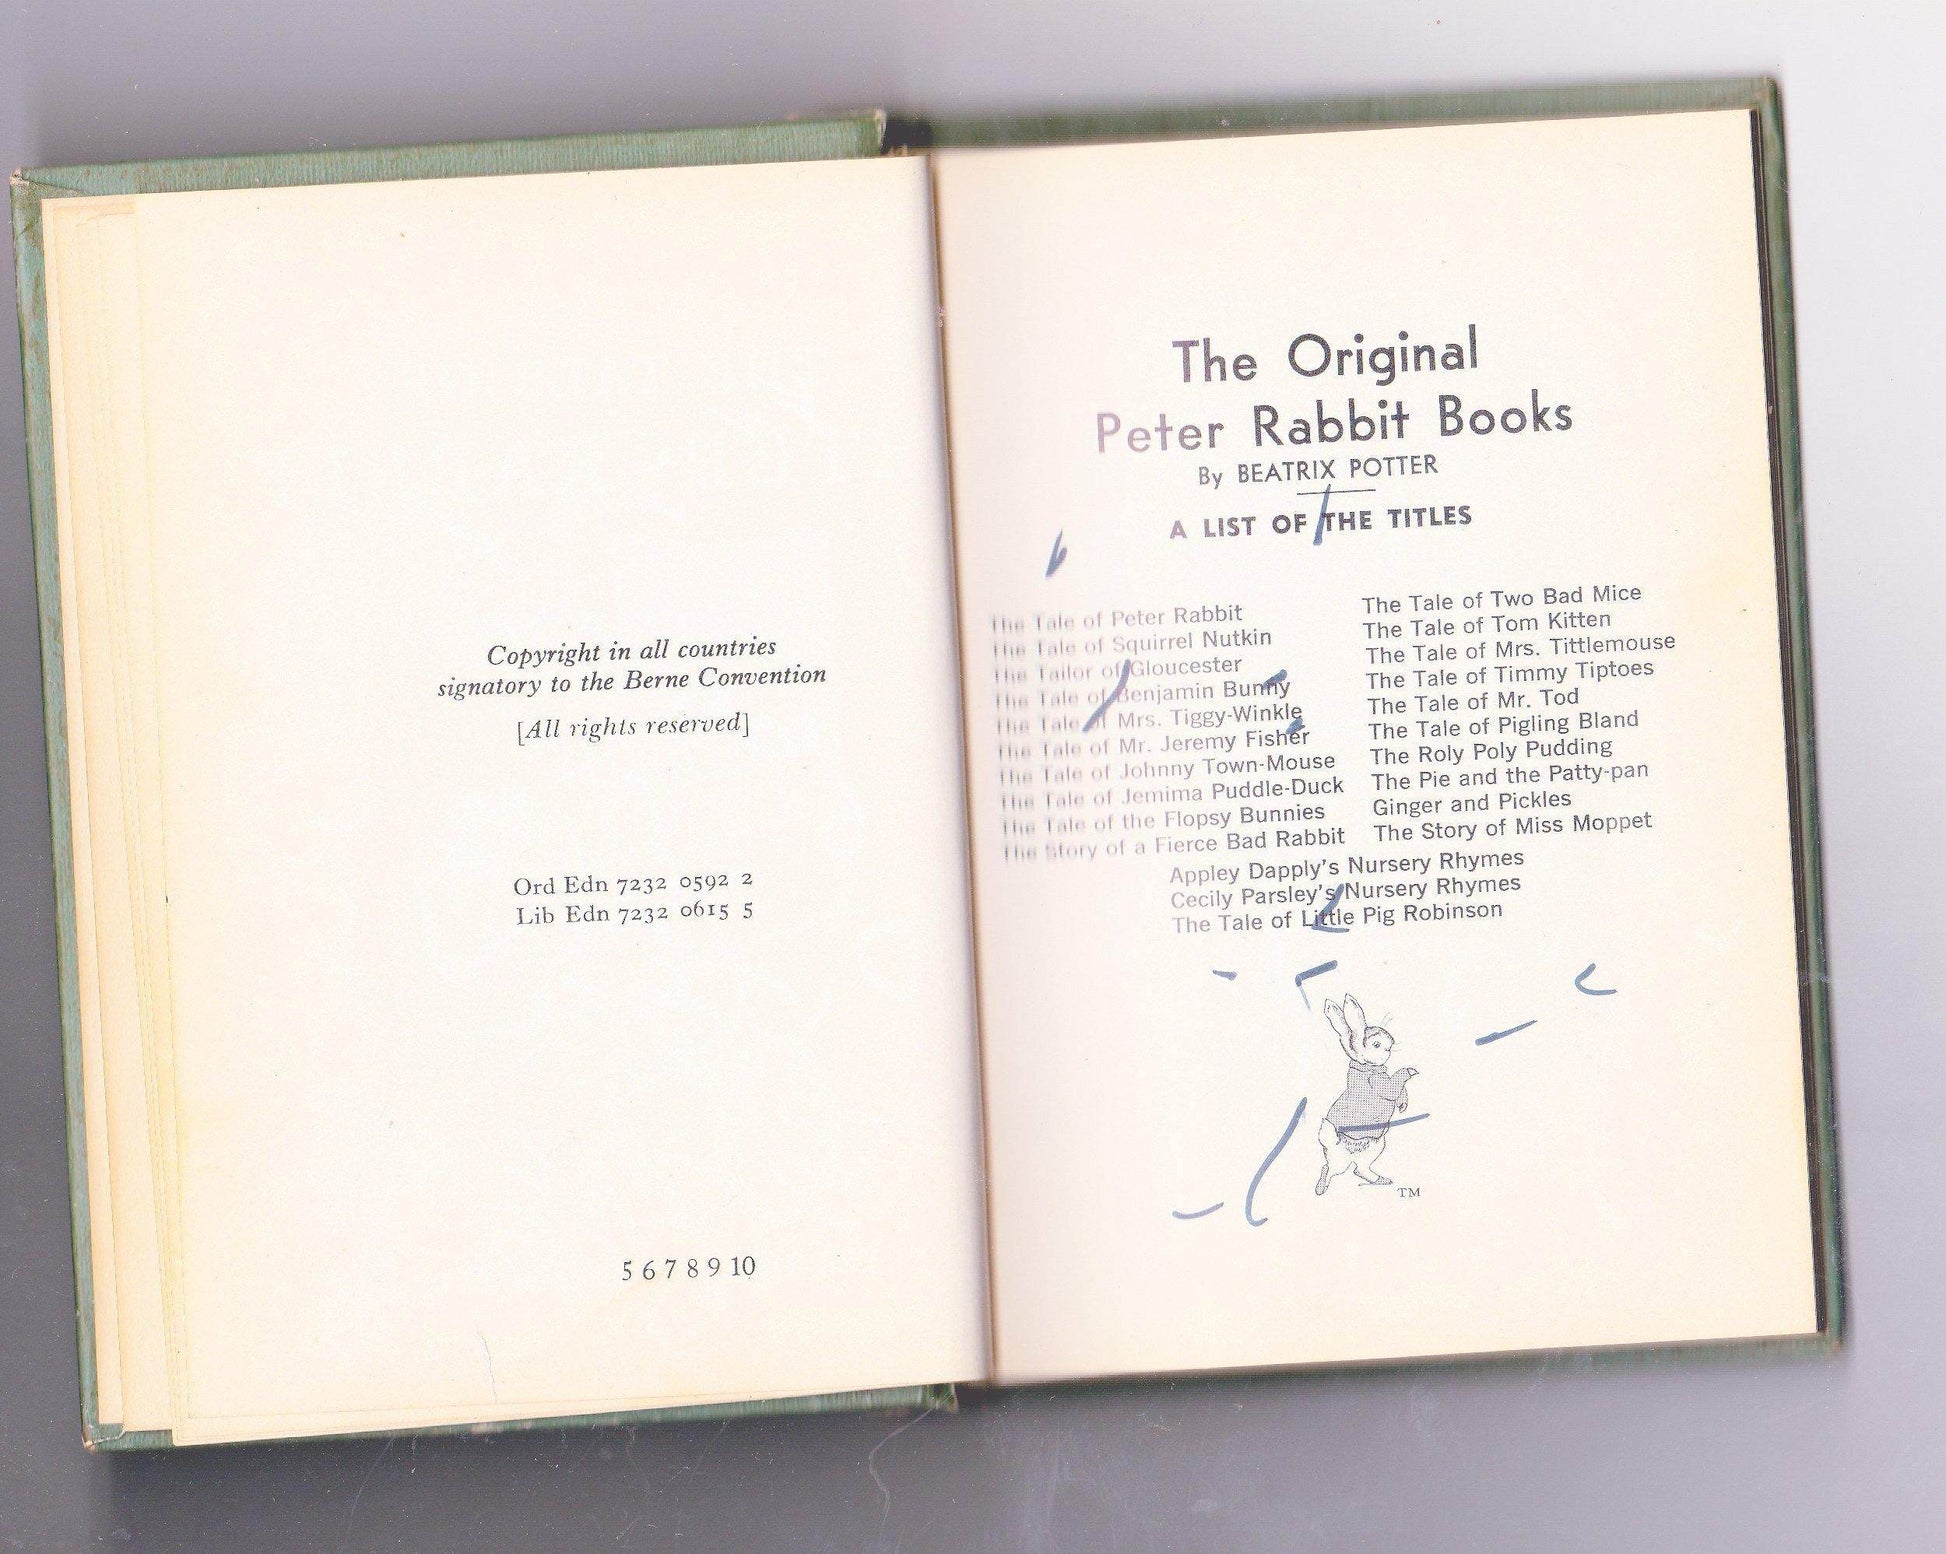 Copyright in all countries
signatory to the Berne Convention
[All rights reserved]
Ord Edn 7232 0592 2
Lib Edn 7232 0615 5
5 6 7 8 9 10
The Original
Peter Rabbit Books
By BEATRIX POTTER
A LIST OF THE TITLES
The Tale of Peter Rabbit
The Tale of Squirrel Nutkin
The Tailor of Gloucester
The Tale of Benjamin Bunny
The Tale of Mrs. Tiggy-Winkle
The Tale of Mr. Jeremy Fisher
The Tale of Johnny Town-Mouse
The Tale of Jemima Puddle-Duck
The Tale of the Flopsy Bunnies
The Story of a Fierce Bad Rabbit
The Tale of Two Bad Mice
The Tale of Tom Kitten
The Tale of Mrs. Tittlemouse
The Tale of Timmy Tiptoes
The Tale of Mr. Tod
The Tale of Pigling Bland
The Roly Poly Pudding
The Pie and the Patty-pan
Ginger and Pickles
The Story of Miss Moppet
Appley Dapply's Nursery Rhymes
Cecily Parsley's Nursery Rhymes
The Tale of Little Pig Robinson
TM